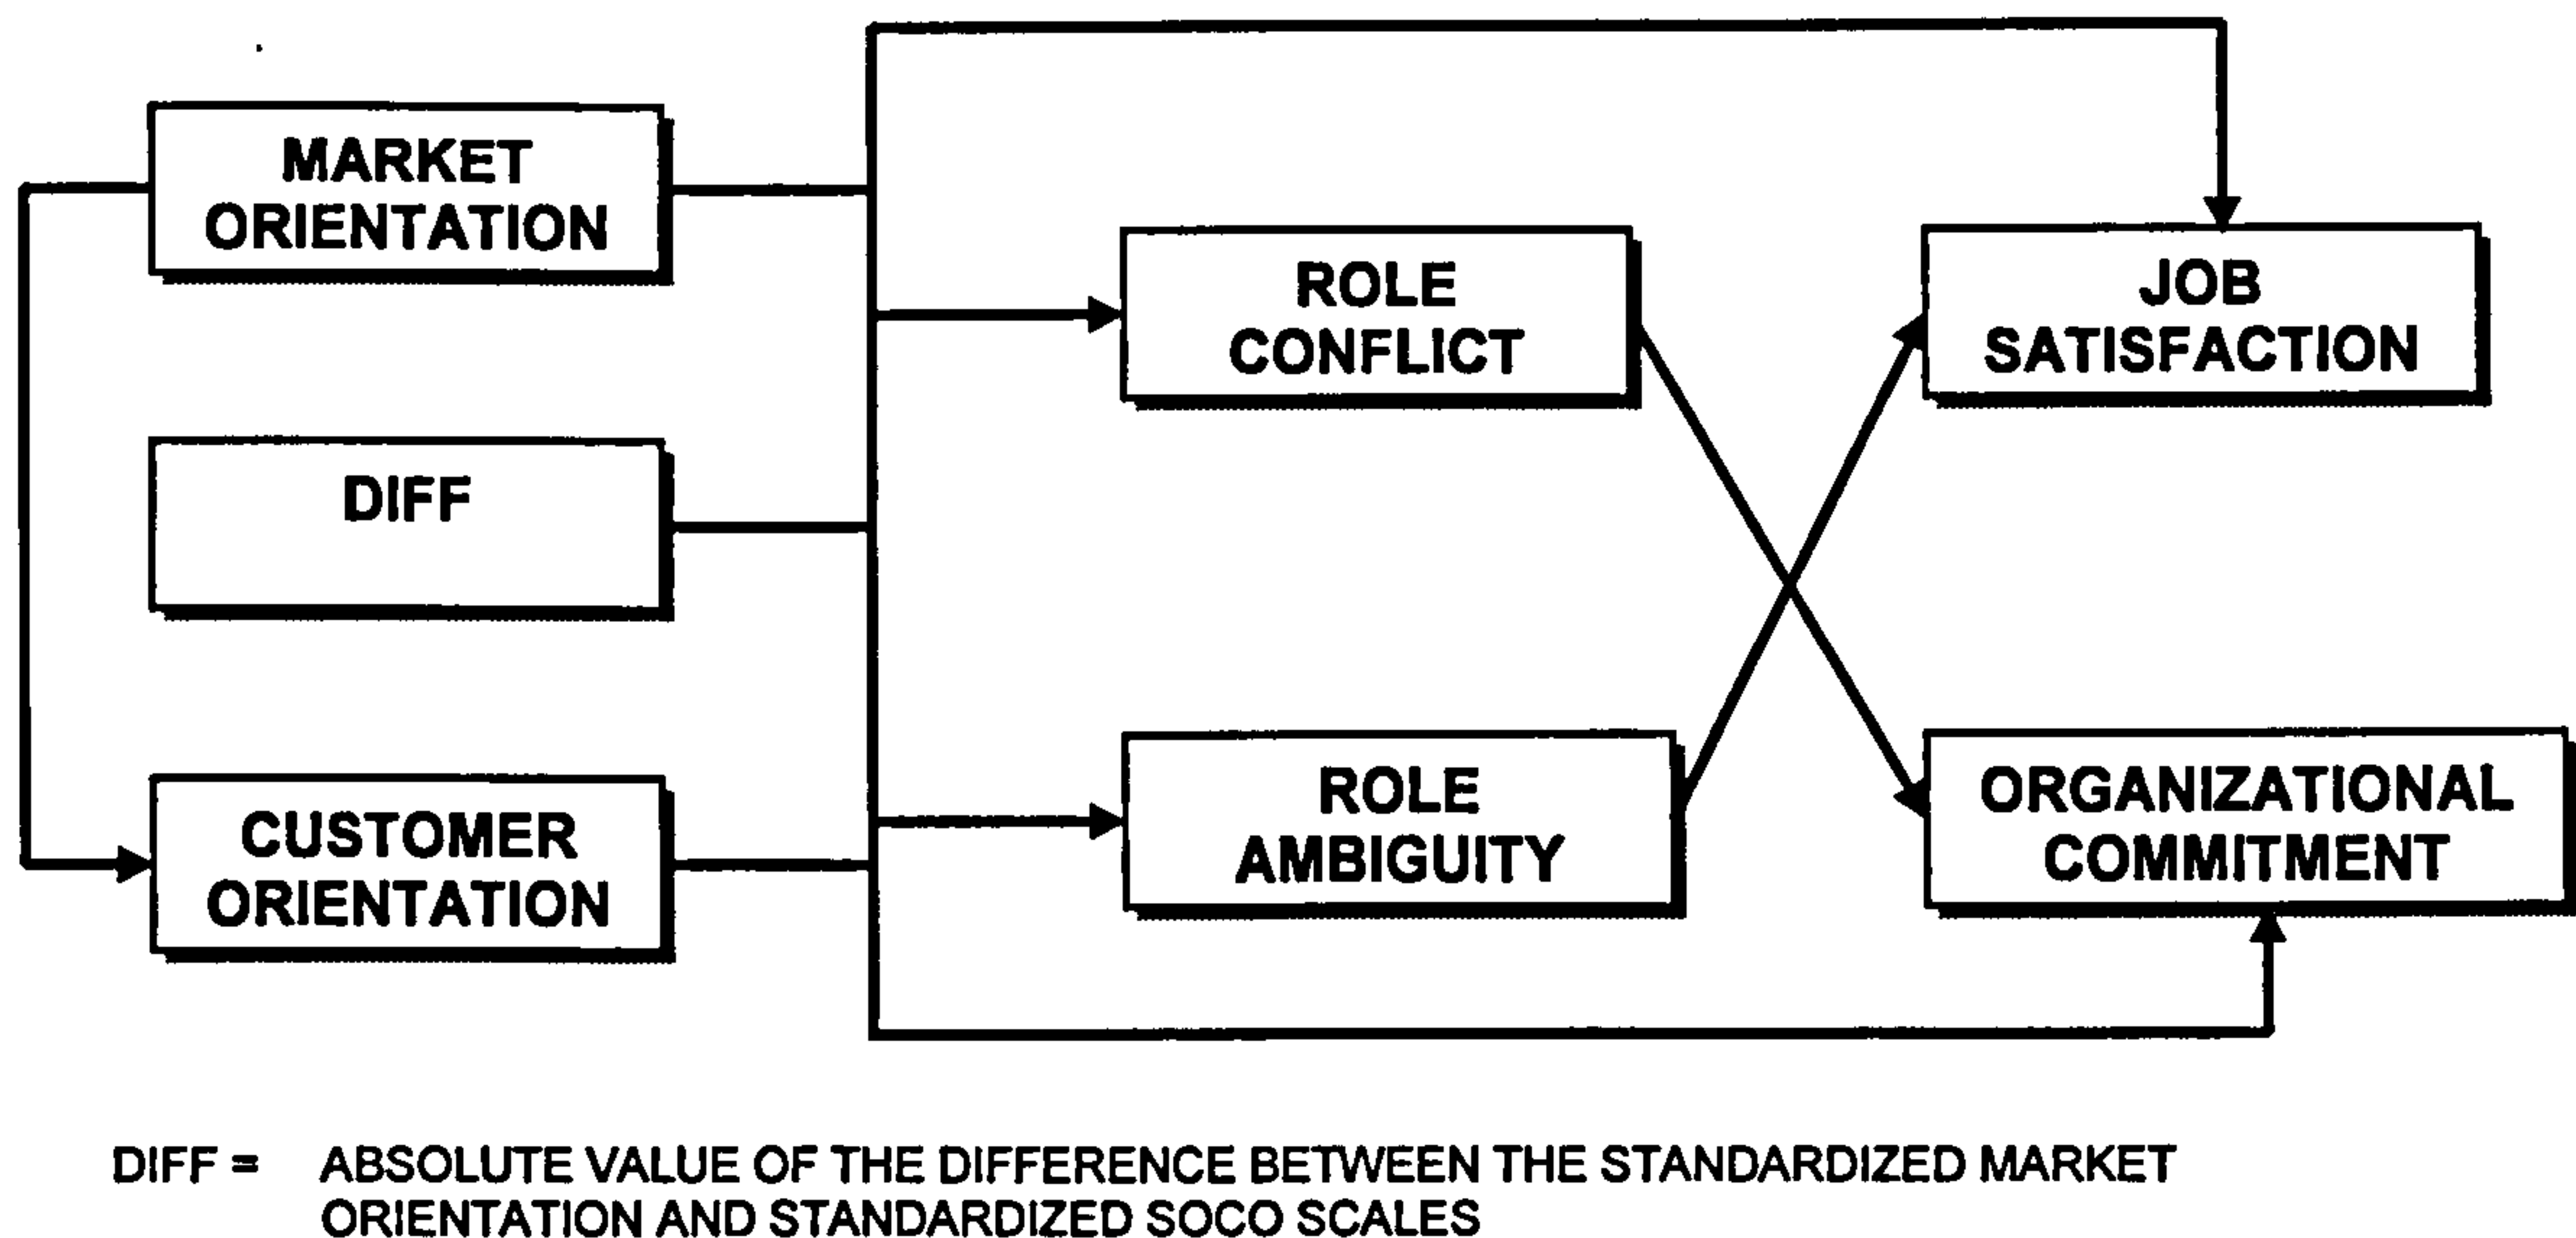 MARKET
ORIENTATION
DIFF
CUSTOMER
ORIENTATION
ROLE
CONFLICT
ROLE
AMBIGUITY
JOB
SATISFACTION
ORGANIZATIONAL
COMMITMENT
DIFF = ABSOLUTE VALUE OF THE DIFFERENCE BETWEEN THE STANDARDIZED MARKET
ORIENTATION AND STANDARDIZED SOCO SCALES